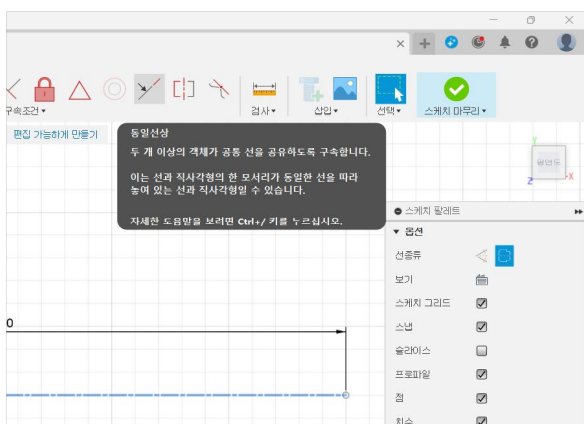 구속조건▾
검사▾
삽입▾
선택▾
스케치 마무리▾
편집 가능하게 만들기
동일선상
두 개 이상의 객체가 공통 선을 공유하도록 구속합니다.
이는 선과 직사각형의 한 모서리가 동일한 선을 따라
놓여 있는 선과 직사각형일 수 있습니다.
자세한 도움말을 보려면 Ctrl+/ 키를 누르십시오.
Y
평면도
Z
X
스케치 팔레트
▼ 옵션
선종류
보기
스케치 그리드
스냅
슬라이스
프로파일
점
치수
0